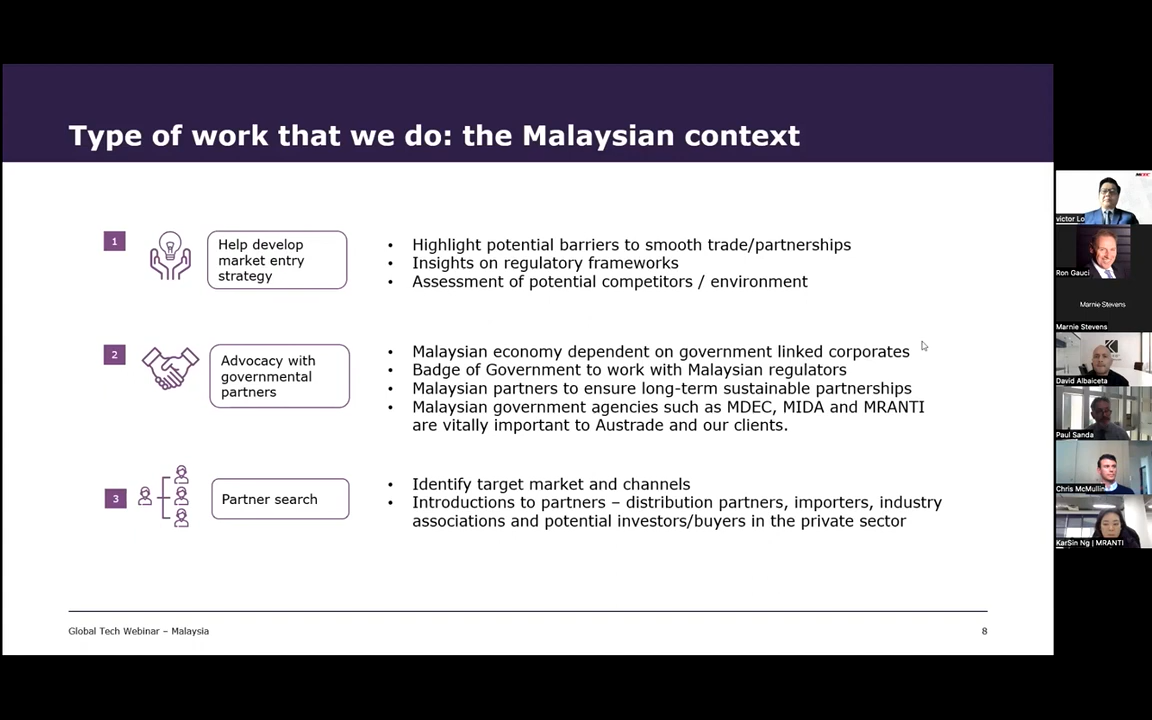 Type of work that we do: the Malaysian context
1
Help develop
market entry
strategy
• Highlight potential barriers to smooth trade/partnerships
• Insights on regulatory frameworks
• Assessment of potential competitors / environment
2
Advocacy with
governmental
partners
• Malaysian economy dependent on government linked corporates
• Badge of Government to work with Malaysian regulators
• Malaysian partners to ensure long-term sustainable partnerships
• Malaysian government agencies such as MDEC, MIDA and MRANTI
are vitally important to Austrade and our clients.
3
Partner search
• Identify target market and channels
• Introductions to partners – distribution partners, importers, industry
associations and potential investors/buyers in the private sector
Global Tech Webinar – Malaysia
8
victor Lo
Ron Gauci
Marnie Stevens
Marnie Stevens
David Albaiceta
Paul Sanda
Chris McMullin
KarSin Ng | MRANTI